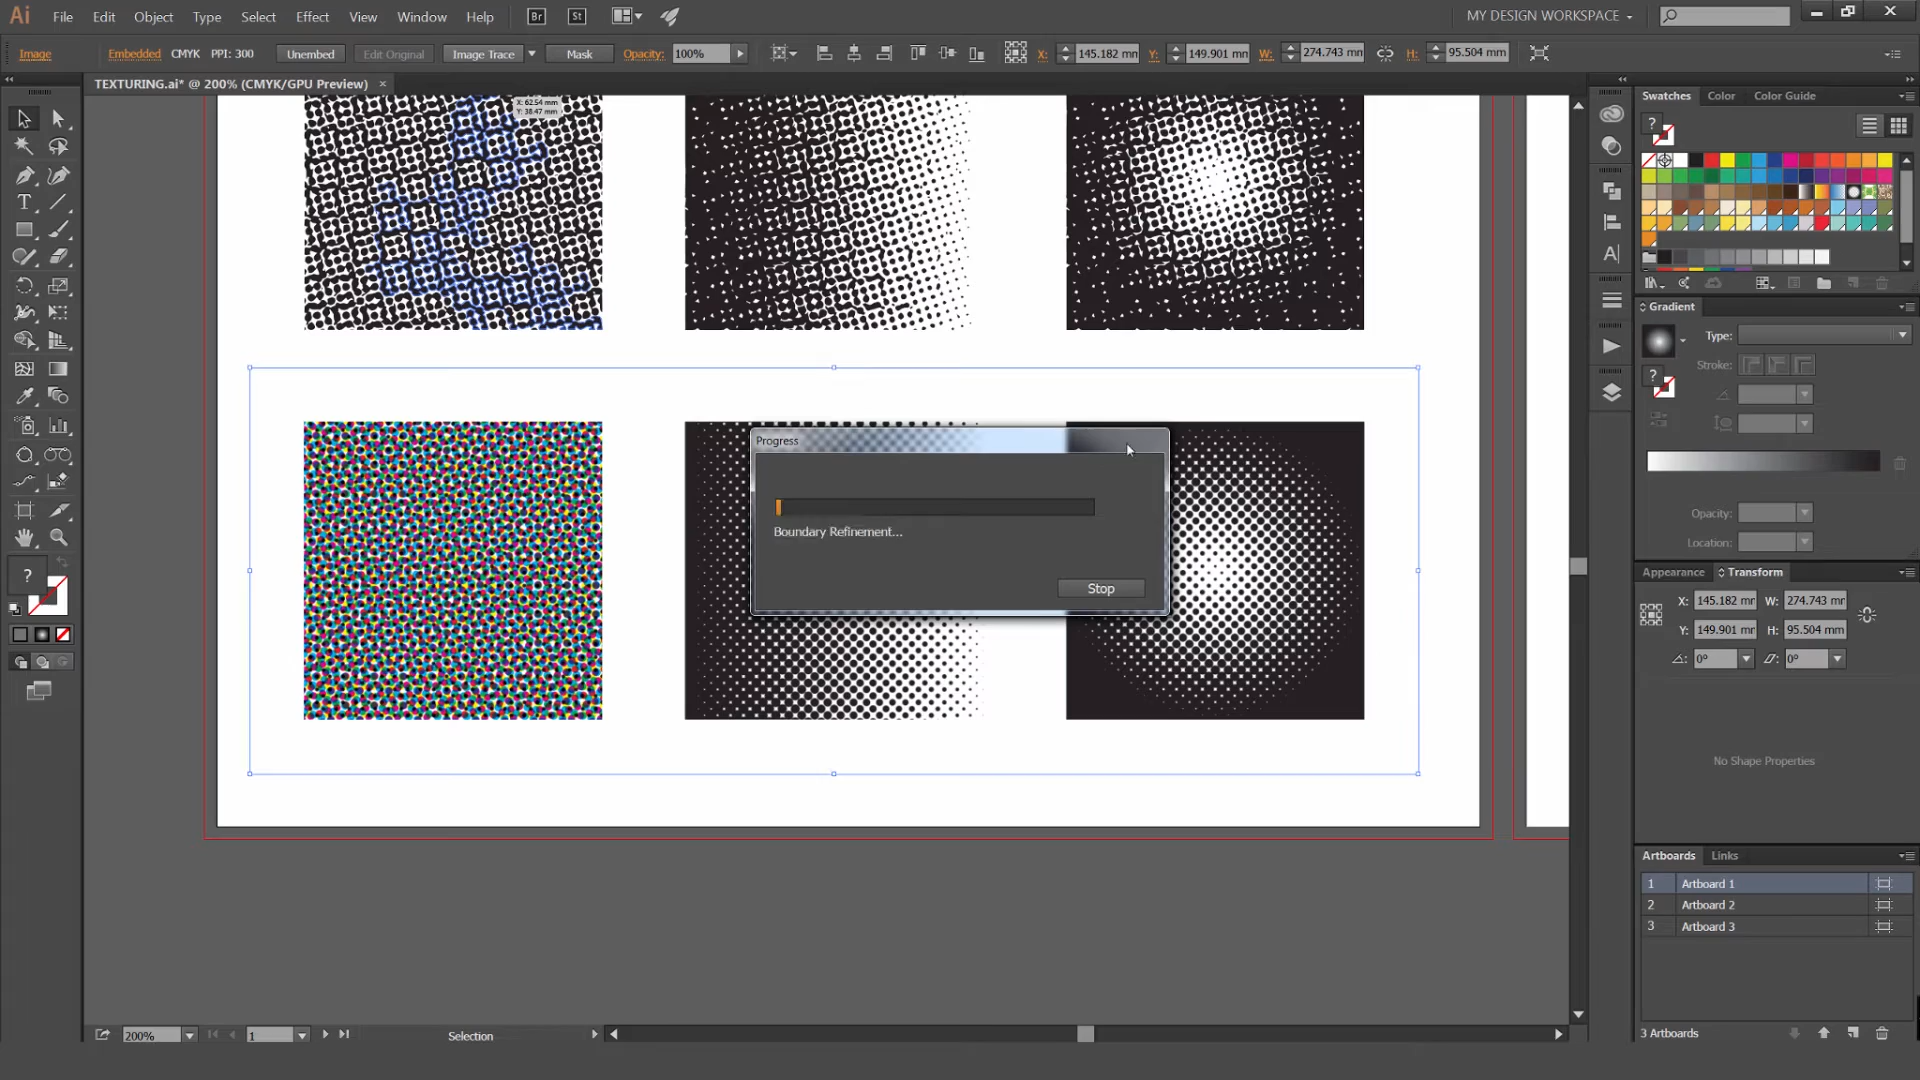 Ai File Edit Object Type Select Effect View Window Help Br St MY DESIGN WORKSPACE
Image Embedded CMYK PPI: 300 Unembed Edit Original Image Trace Mask Opacity: 100% X: 145.182 mm Y: 149.901 mm W: 274.743 mm H: 95.504 mm
TEXTURING.ai* @ 200% (CMYK/GPU Preview) ×
X: 62.54 mm
Y: 38.47 mm
Swatches Color Color Guide
Gradient
Type:
Stroke:
Opacity:
Location:
Progress
Boundary Refinement...
Stop
Appearance Transform
X: 145.182 mr W: 274.743 mr
Y: 149.901 mr H: 95.504 mm
0° 0°
No Shape Properties
Artboards Links
1 Artboard 1
2 Artboard 2
3 Artboard 3
3 Artboards
200% 1 Selection